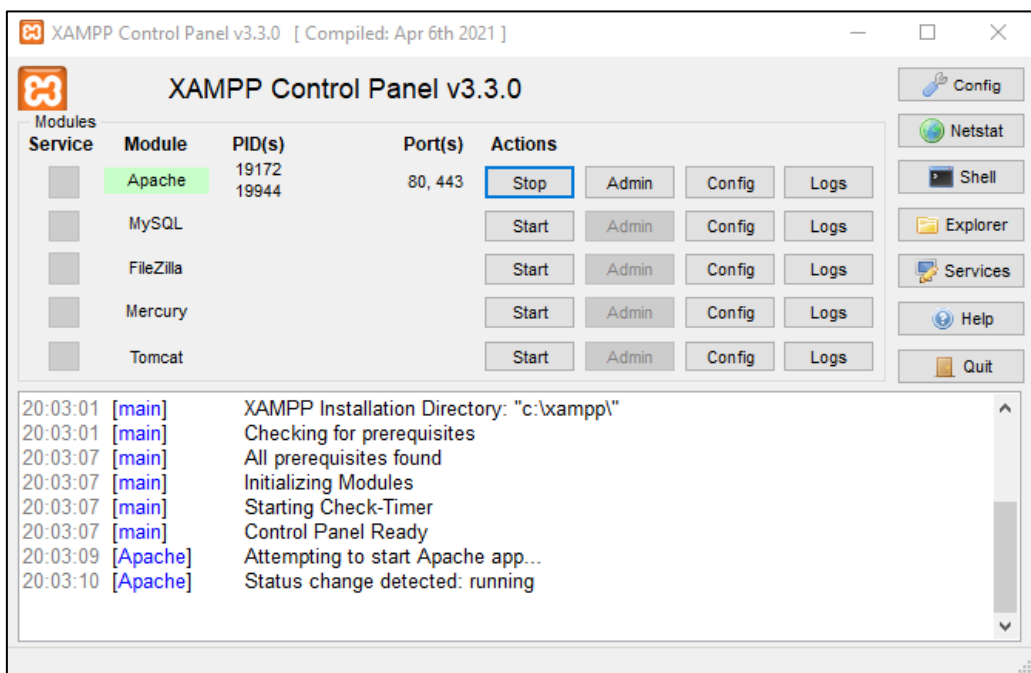 XAMPP Control Panel v3.3.0 [ Compiled: Apr 6th 2021 ]
XAMPP Control Panel v3.3.0
Config
Modules
Netstat
Service Module PID(s) Port(s) Actions
Apache 19172 19944 80, 443 Stop Admin Config Logs
Shell
MySQL Start Admin Config Logs
Explorer
FileZilla Start Admin Config Logs
Services
Mercury Start Admin Config Logs
Help
Tomcat Start Admin Config Logs
Quit
20:03:01 [main] XAMPP Installation Directory: "c:\xampp\"
20:03:01 [main] Checking for prerequisites
20:03:07 [main] All prerequisites found
20:03:07 [main] Initializing Modules
20:03:07 [main] Starting Check-Timer
20:03:07 [main] Control Panel Ready
20:03:09 [Apache] Attempting to start Apache app...
20:03:10 [Apache] Status change detected: running